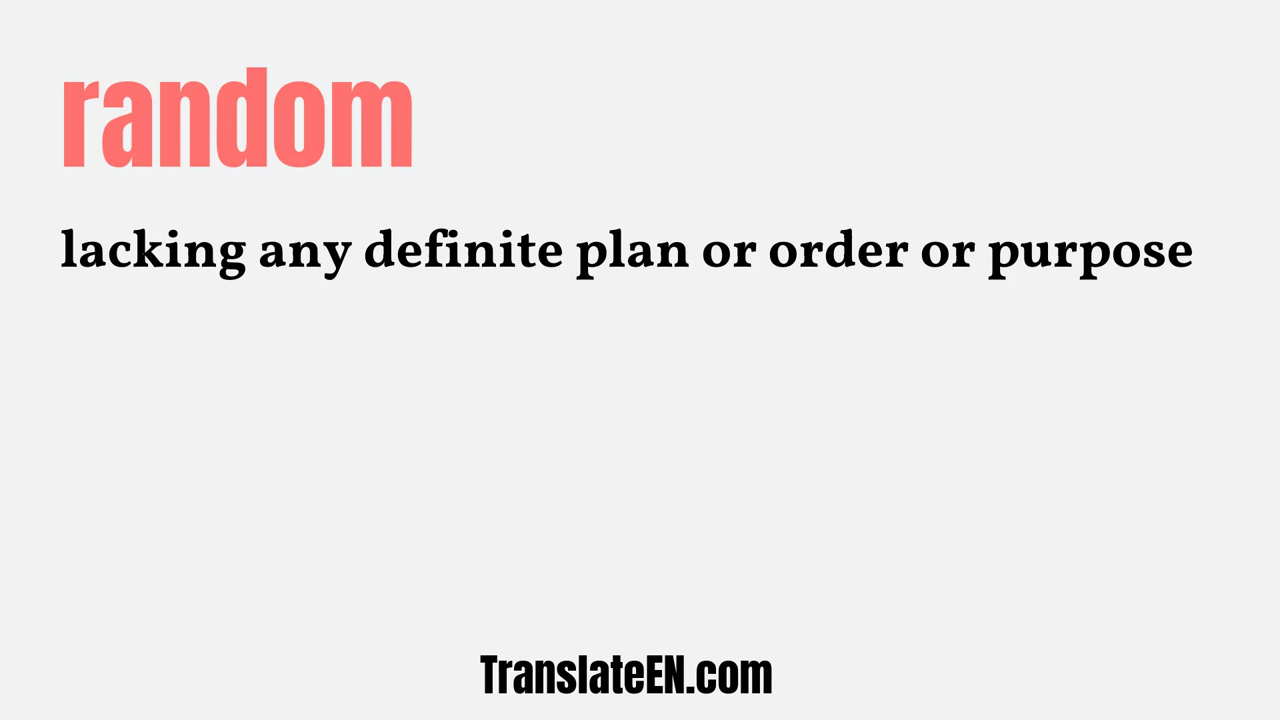 random
lacking any definite plan or order or purpose
TranslateEN.com